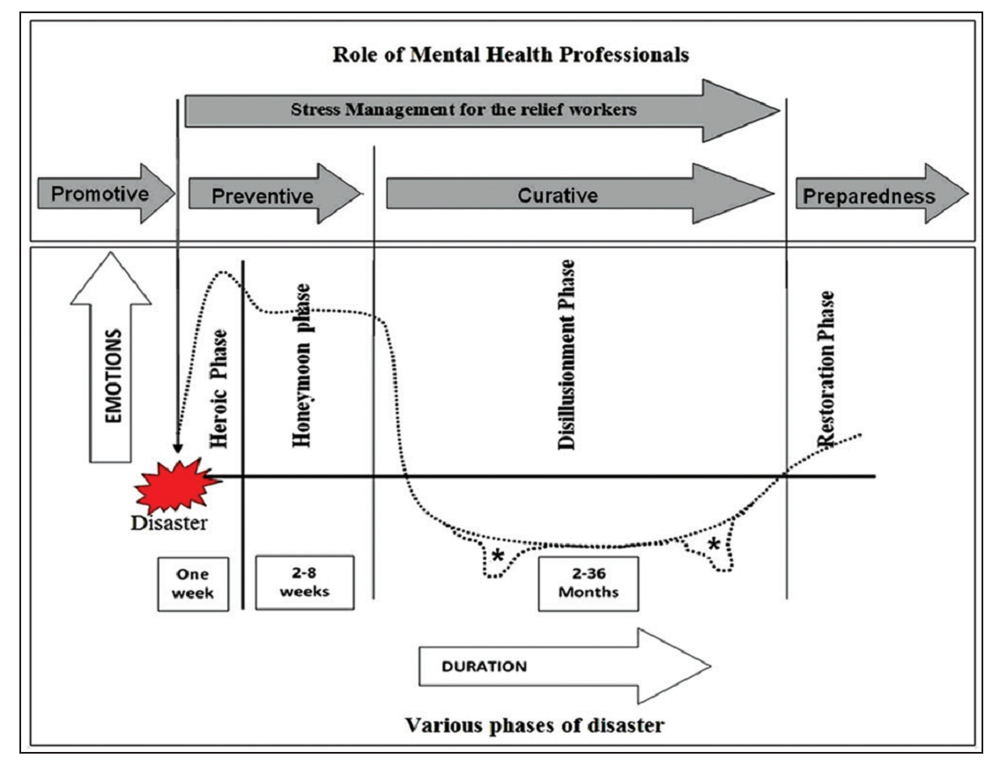 Role of Mental Health Professionals
Stress Management for the relief workers
Promotive
Preventive
Curative
Preparedness
EMOTIONS
Heroic Phase
Honeymoon phase
Disillusionment Phase
Restoration Phase
Disaster
*
*
One
week
2-8
weeks
2-36
Months
DURATION
Various phases of disaster